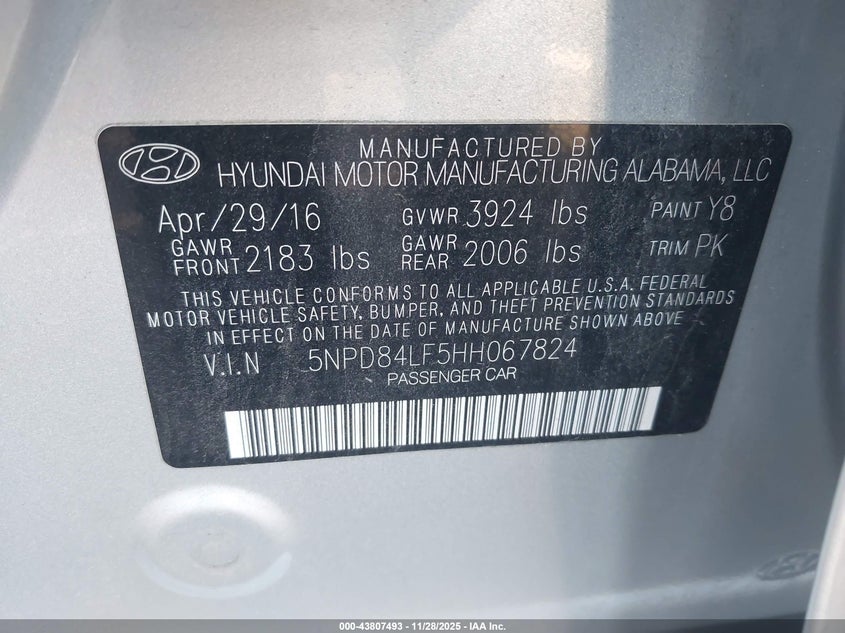 MANUFACTURED BY
HYUNDAI MOTOR MANUFACTURING ALABAMA, LLC
Apr/29/16 GVWR 3924 lbs PAINT Y8
GAWR FRONT 2183 lbs GAWR REAR 2006 lbs TRIM PK
THIS VEHICLE CONFORMS TO ALL APPLICABLE U.S.A. FEDERAL
MOTOR VEHICLE SAFETY, BUMPER, AND THEFT PREVENTION STANDARDS
IN EFFECT ON THE DATE OF MANUFACTURE SHOWN ABOVE
V.I.N 5NPD84LF5HH067824
PASSENGER CAR
000-43807493 - 11/28/2025 - IAA Inc.